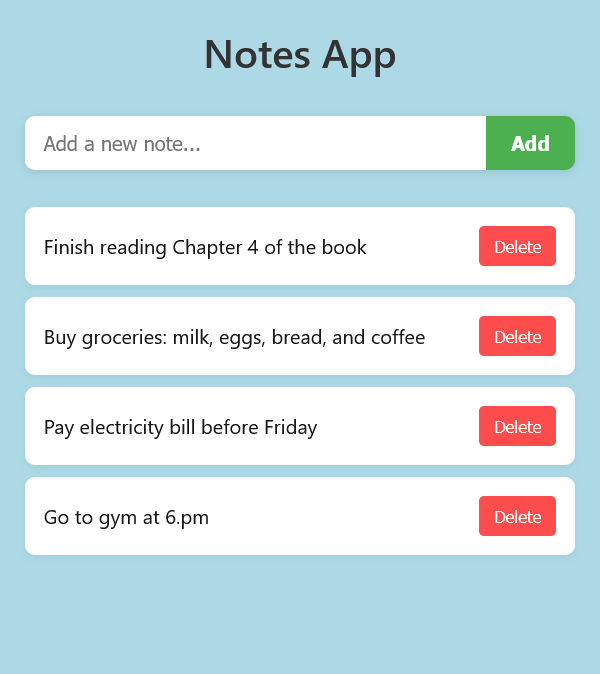 Notes App
Add a new note...
Add
Finish reading Chapter 4 of the book
Delete
Buy groceries: milk, eggs, bread, and coffee
Delete
Pay electricity bill before Friday
Delete
Go to gym at 6.pm
Delete